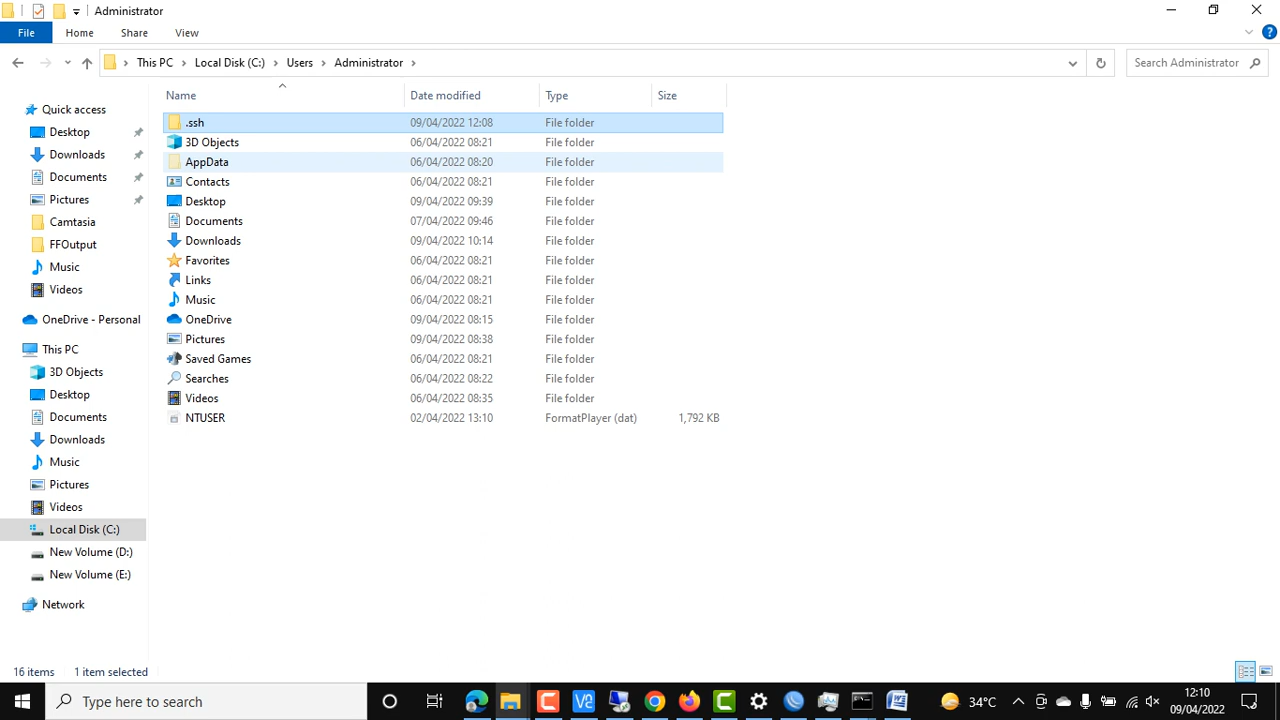 Administrator
File Home Share View
This PC Local Disk (C:) Users Administrator Search Administrator
Name Date modified Type Size
Quick access
Desktop
Downloads
Documents
Pictures
Camtasia
FFOutput
Music
Videos
OneDrive - Personal
This PC
3D Objects
Desktop
Documents
Downloads
Music
Pictures
Videos
Local Disk (C:)
New Volume (D:)
New Volume (E:)
Network
.ssh 09/04/2022 12:08 File folder
3D Objects 06/04/2022 08:21 File folder
AppData 06/04/2022 08:20 File folder
Contacts 06/04/2022 08:21 File folder
Desktop 09/04/2022 09:39 File folder
Documents 07/04/2022 09:46 File folder
Downloads 09/04/2022 10:14 File folder
Favorites 06/04/2022 08:21 File folder
Links 06/04/2022 08:21 File folder
Music 06/04/2022 08:21 File folder
OneDrive 09/04/2022 08:15 File folder
Pictures 09/04/2022 08:38 File folder
Saved Games 06/04/2022 08:21 File folder
Searches 06/04/2022 08:22 File folder
Videos 06/04/2022 08:35 File folder
NTUSER 02/04/2022 13:10 FormatPlayer (dat) 1,792 KB
16 items 1 item selected
Type here to search
34°C
12:10
09/04/2022